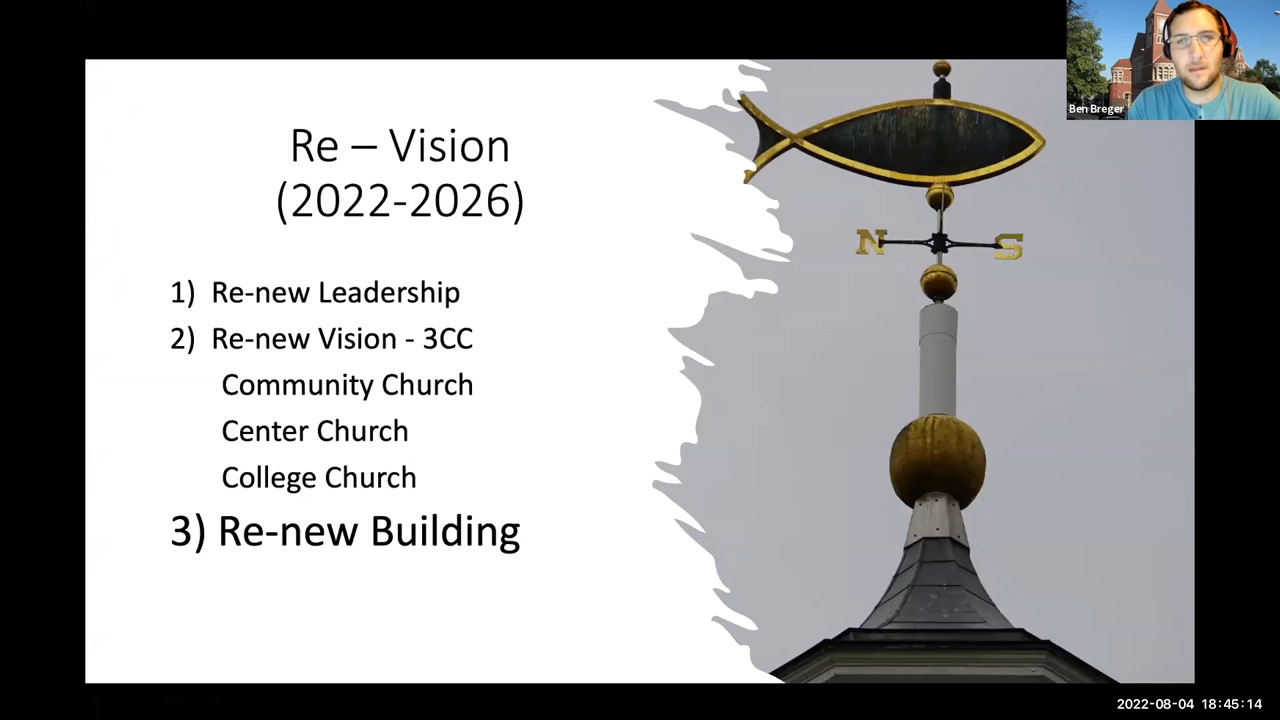 Ben Breger
Re – Vision
(2022-2026)
1) Re-new Leadership
2) Re-new Vision - 3CC
Community Church
Center Church
College Church
3) Re-new Building
N S
2022-08-04 18:45:14